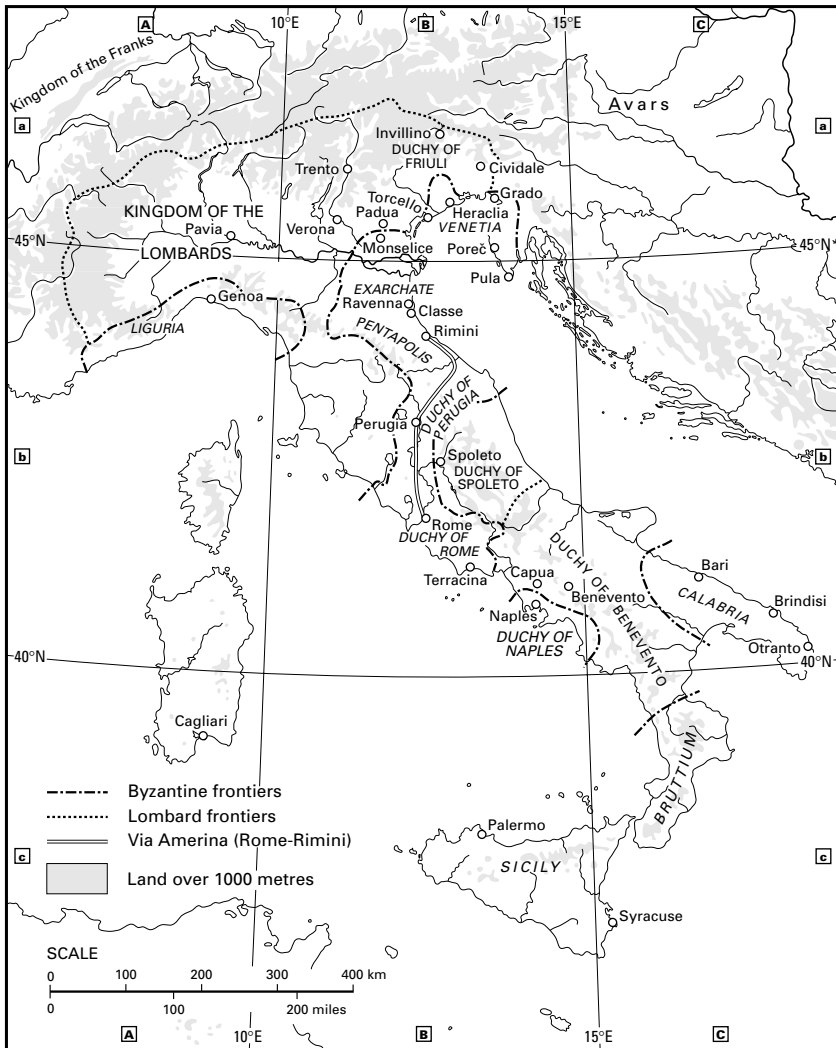 A
10°E
B
15°E
C
Kingdom of the Franks
Avars
a
a
Invillino
DUCHY OF
FRIULI
Cividale
Trento
Grado
Torcello
Heraclia
KINGDOM OF THE
LOMBARDS
Padua
VENETIA
Verona
Pavia
Monselice
Poreč
45°N
45°N
Pula
EXARCHATE
Genoa
Ravenna
Classe
LIGURIA
PENTAPOLIS
Rimini
DUCHY OF
PERUGIA
Perugia
b
b
Spoleto
DUCHY OF
SPOLETO
Rome
DUCHY OF
ROME
DUCHY OF BENEVENTO
Terracina
Capua
Bari
Benevento
CALABRIA
Brindisi
Naples
DUCHY OF
NAPLES
Otranto
40°N
40°N
Cagliari
BRUTTIUM
Byzantine frontiers
Lombard frontiers
Via Amerina (Rome-Rimini)
Palermo
c
c
Land over 1000 metres
SICILY
Syracuse
SCALE
0 100 200 300 400 km
0 100 200 miles
A
10°E
B
15°E
C